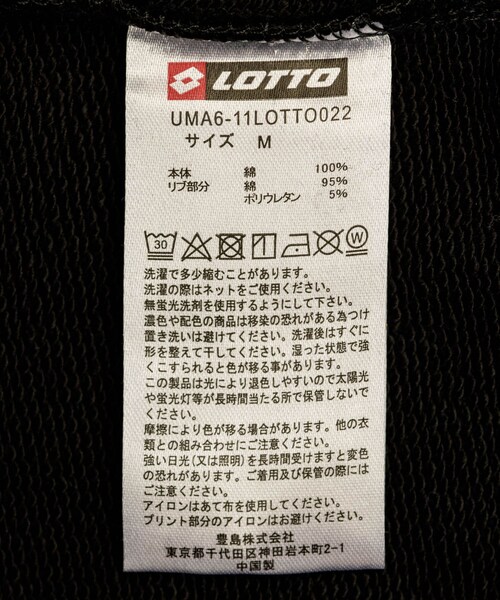 LOTTO
UMA6-11LOTTO022
サイズ M
本体 綿 100%
リブ部分 綿 95%
ポリウレタン 5%
30 W
洗濯で多少縮むことがあります。
洗濯の際はネットをご使用ください。
無蛍光洗剤を使用するようにして下さい。
濃色や配色の商品は移染の恐れがある為つけ
置き洗いは避けてください。洗濯後はすぐに
形を整えて干してください。湿った状態で強
くこすられると色が移る事があります。
この製品は光により退色しやすいので太陽光
や蛍光灯等が長時間当たる所で保管しないで
ください。
摩擦により色が移る場合があります。他の衣
類との組み合わせにご注意ください。
強い日光(又は照明)を長時間受けますと変色
の恐れがあります。ご着用及び保管の際には
ご注意ください。
アイロンはあて布を使用してください。
プリント部分のアイロンはお避けください。
豊島株式会社
東京都千代田区神田岩本町2-1
中国製